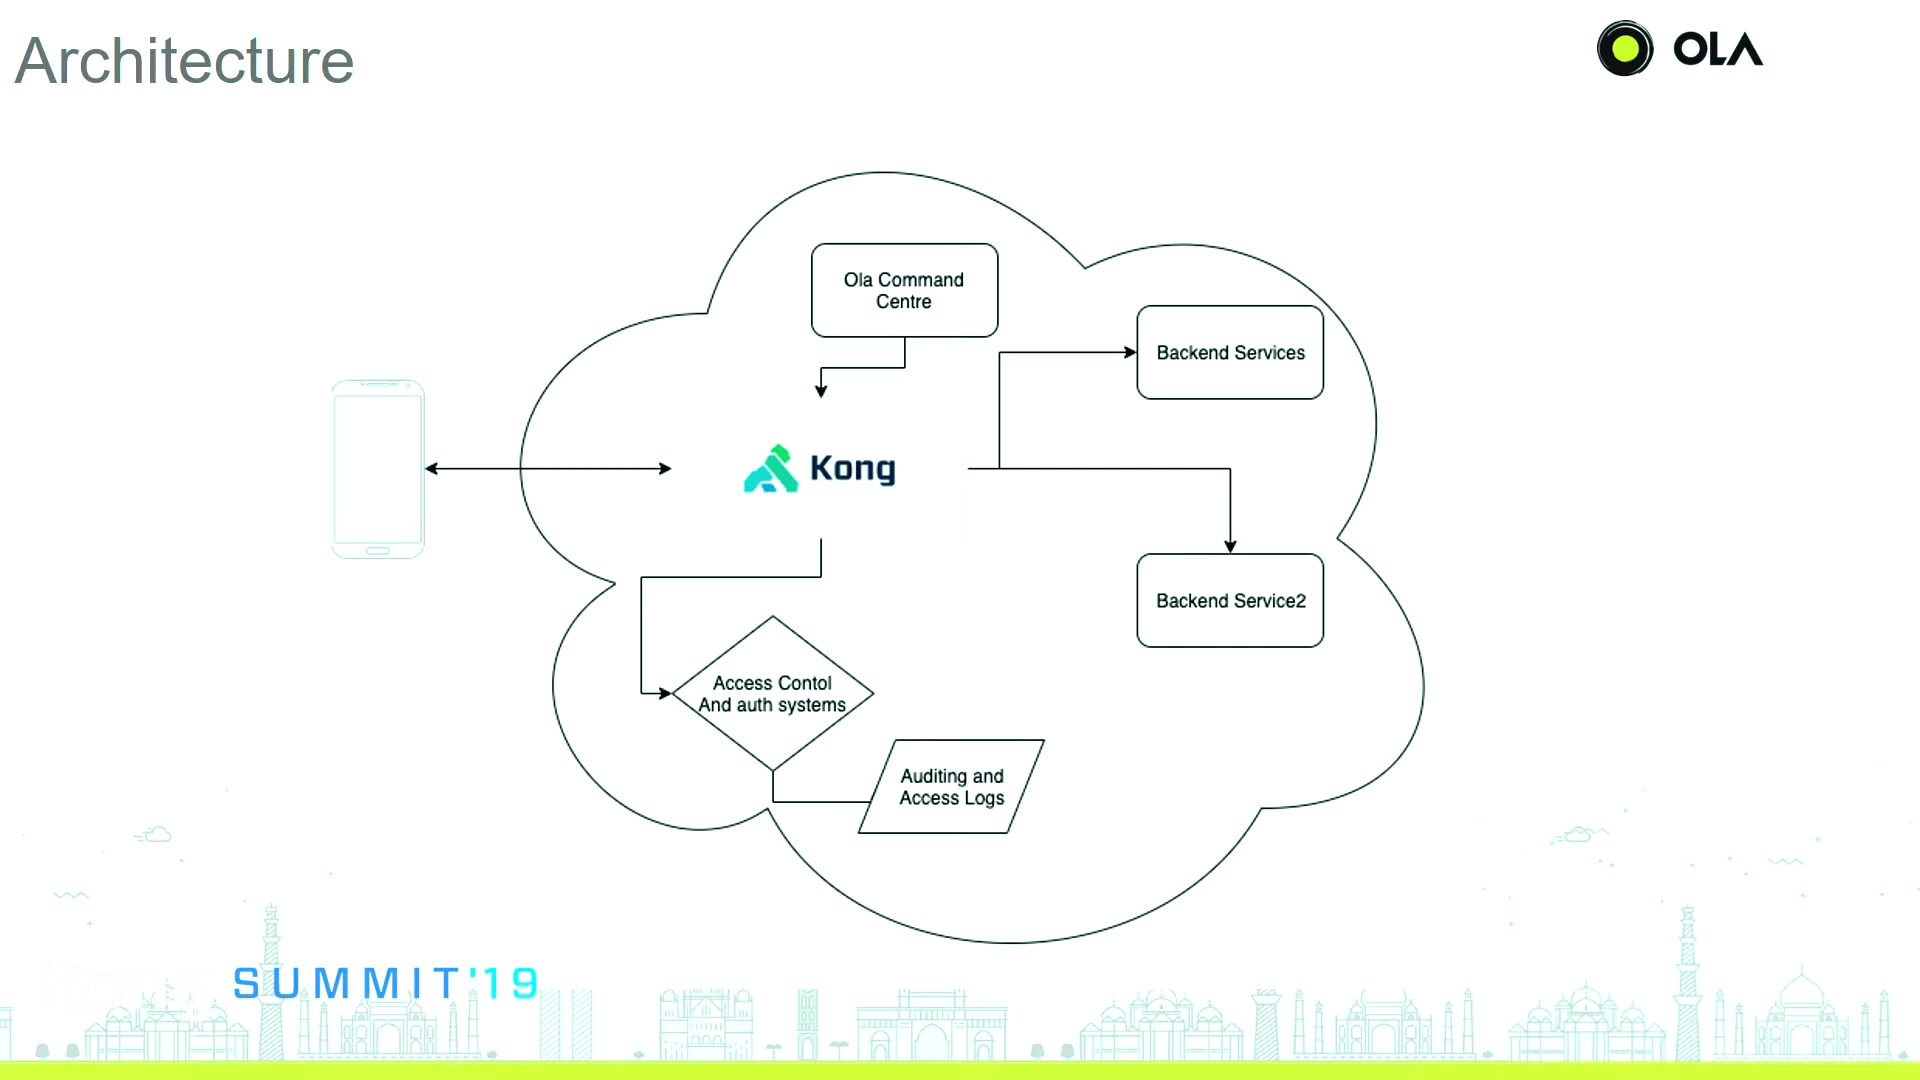 Architecture
OLA
Ola Command
Centre
Backend Services
Kong
Backend Service2
Access Contol
And auth systems
Auditing and
Access Logs
SUMMIT'19